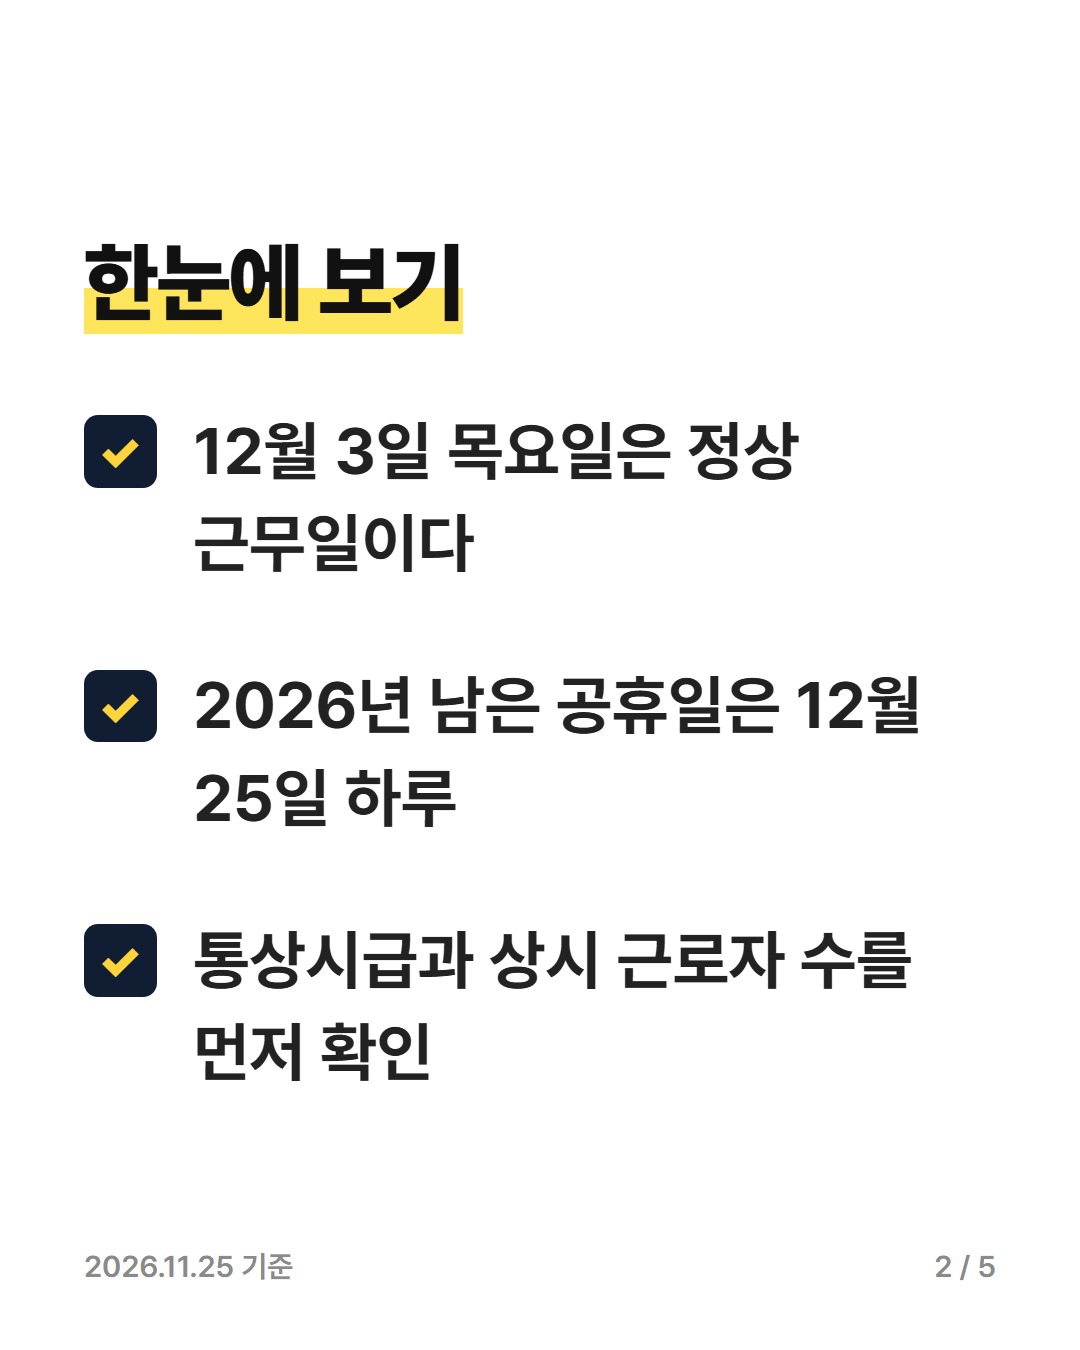 한눈에 보기
12월 3일 목요일은 정상
근무일이다
2026년 남은 공휴일은 12월
25일 하루
통상시급과 상시 근로자 수를
먼저 확인
2026.11.25 기준
2 / 5